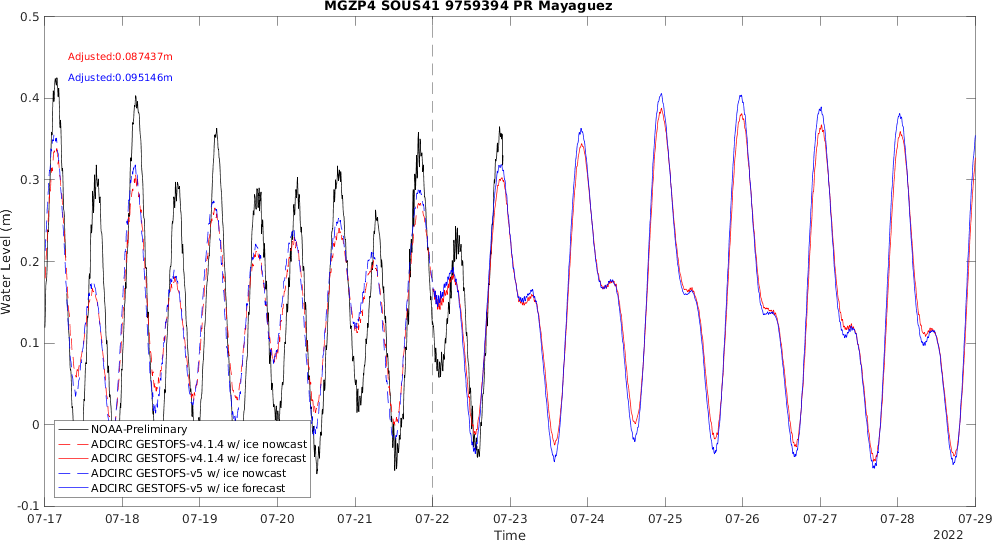 MGZP4 SOUS41 9759394 PR Mayaguez
Adjusted:0.087437m
Adjusted:0.095146m
Water Level (m)
0.5
0.4
0.3
0.2
0.1
0
-0.1
NOAA-Preliminary
ADCIRC GESTOFS-v4.1.4 w/ ice nowcast
ADCIRC GESTOFS-v4.1.4 w/ ice forecast
ADCIRC GESTOFS-v5 w/ ice nowcast
ADCIRC GESTOFS-v5 w/ ice forecast
07-17 07-18 07-19 07-20 07-21 07-22 07-23 07-24 07-25 07-26 07-27 07-28 07-29
Time
2022